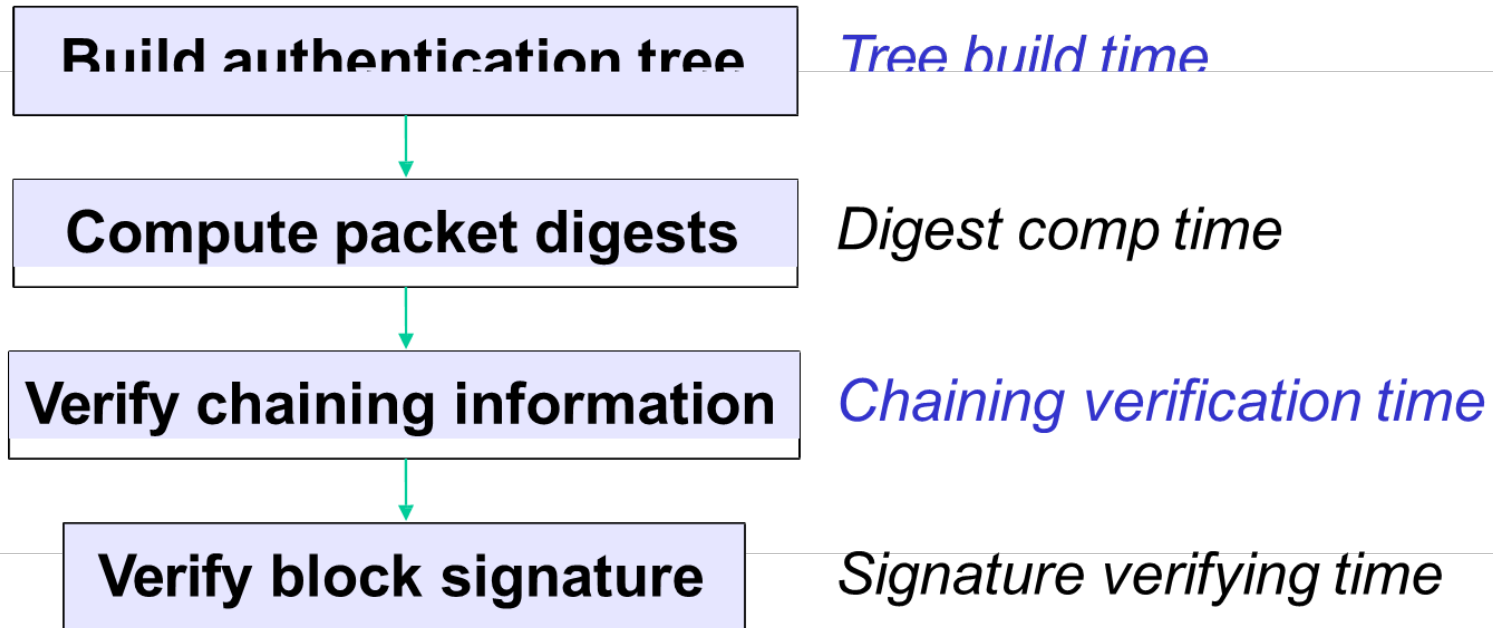 Build authentication tree Tree build time
Compute packet digests Digest comp time
Verify chaining information Chaining verification time
Verify block signature Signature verifying time